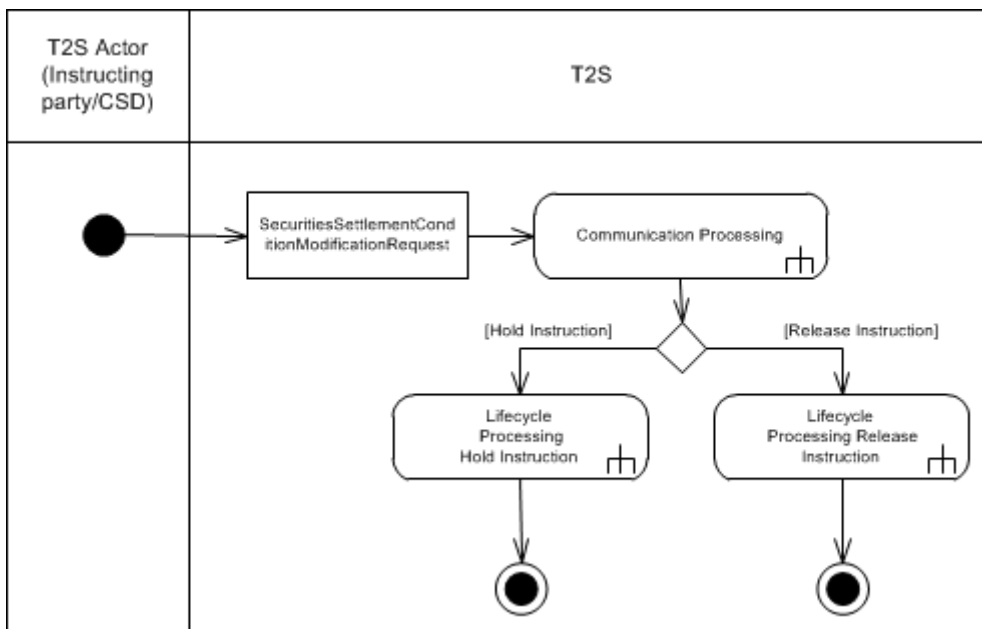 T2S Actor
(Instructing
party/CSD)
T2S
SecuritiesSettlementCond
itionModificationRequest
Communication Processing
[Hold Instruction]
[Release Instruction]
Lifecycle
Processing
Hold Instruction
Lifecycle
Processing Release
Instruction